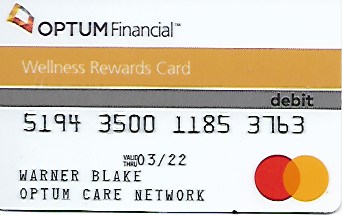 OPTUM Financial™
Wellness Rewards Card
debit
5194 3500 1185 3763
VALID THRU 03/22
WARNER BLAKE
OPTUM CARE NETWORK